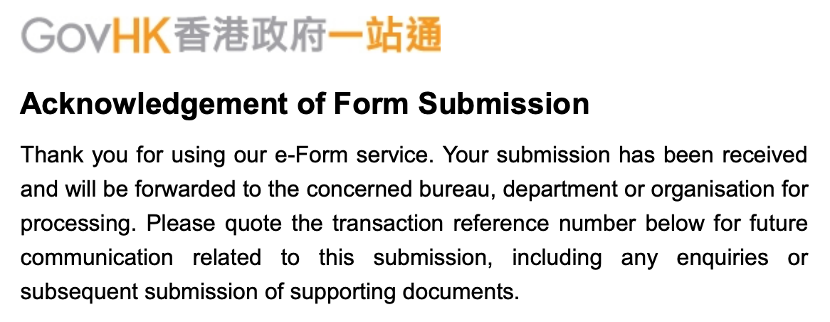 GovHK香港政府一站通
Acknowledgement of Form Submission
Thank you for using our e-Form service. Your submission has been received
and will be forwarded to the concerned bureau, department or organisation for
processing. Please quote the transaction reference number below for future
communication related to this submission, including any enquiries or
subsequent submission of supporting documents.